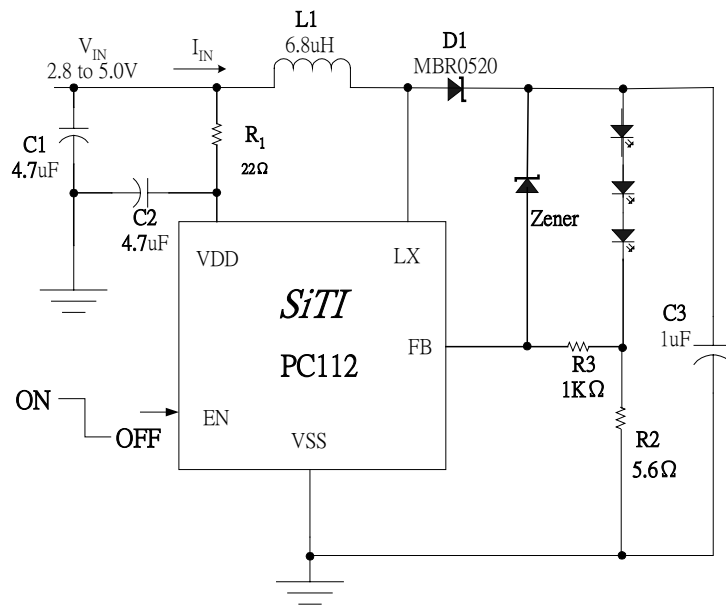 L1
6.8uH
VIN
2.8 to 5.0V
IIN
D1
MBR0520
C1
4.7uF
R1
22Ω
C2
4.7uF
Zener
VDD
LX
SiTI
PC112
FB
EN
VSS
ON
OFF
R3
1KΩ
C3
1uF
R2
5.6Ω